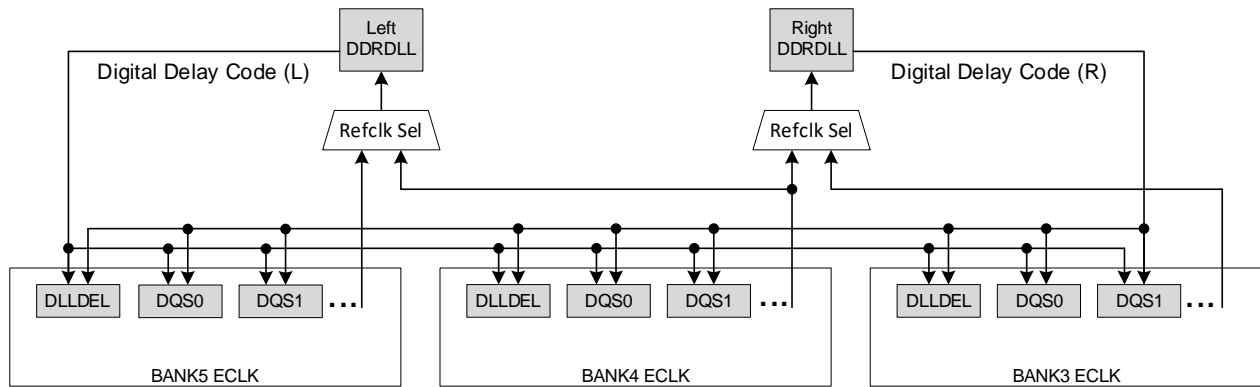 Left
DDRDLL
Right
DDRDLL
Digital Delay Code (L)
Digital Delay Code (R)
Refclk Sel
Refclk Sel
DLLDEL
DQS0
DQS1
...
DLLDEL
DQS0
DQS1
...
DLLDEL
DQS0
DQS1
...
BANK5 ECLK
BANK4 ECLK
BANK3 ECLK